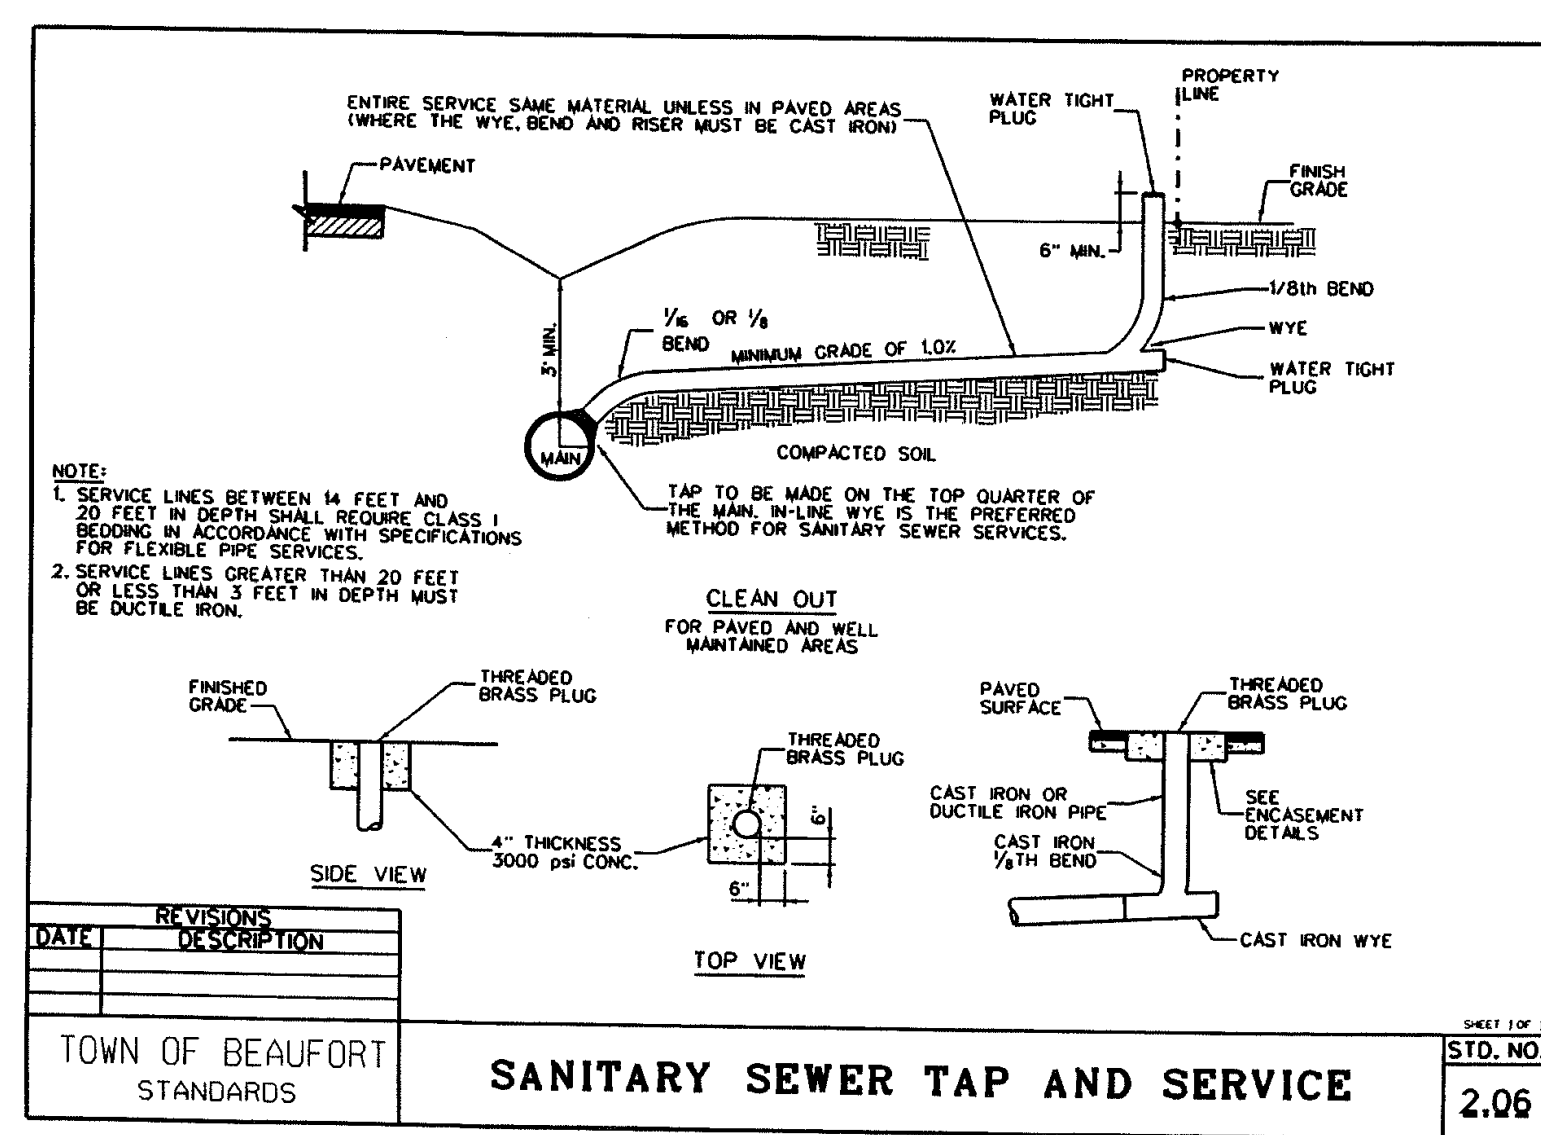 PROPERTY
LINE
WATER TIGHT
PLUG
ENTIRE SERVICE SAME MATERIAL UNLESS IN PAVED AREAS
(WHERE THE WYE, BEND AND RISER MUST BE CAST IRON)
PAVEMENT
FINISH
GRADE
6" MIN.
1/8th BEND
1/16 OR 1/8
BEND
WYE
MINIMUM GRADE OF 1.0%
3' MIN.
WATER TIGHT
PLUG
MAIN
COMPACTED SOIL
TAP TO BE MADE ON THE TOP QUARTER OF
THE MAIN. IN-LINE WYE IS THE PREFERRED
METHOD FOR SANITARY SEWER SERVICES.
NOTE:
1. SERVICE LINES BETWEEN 14 FEET AND
20 FEET IN DEPTH SHALL REQUIRE CLASS I
BEDDING IN ACCORDANCE WITH SPECIFICATIONS
FOR FLEXIBLE PIPE SERVICES.
2. SERVICE LINES GREATER THAN 20 FEET
OR LESS THAN 3 FEET IN DEPTH MUST
BE DUCTILE IRON.
CLEAN OUT
FOR PAVED AND WELL
MAINTAINED AREAS
FINISHED
GRADE
THREADED
BRASS PLUG
4" THICKNESS
3000 psi CONC.
SIDE VIEW
THREADED
BRASS PLUG
6"
6"
TOP VIEW
PAVED
SURFACE
THREADED
BRASS PLUG
CAST IRON OR
DUCTILE IRON PIPE
SEE
ENCASEMENT
DETAILS
CAST IRON
1/8TH BEND
CAST IRON WYE
REVISIONS
DATE DESCRIPTION
TOWN OF BEAUFORT
STANDARDS
SANITARY SEWER TAP AND SERVICE
SHEET 1 OF
STD. NO.
2.06